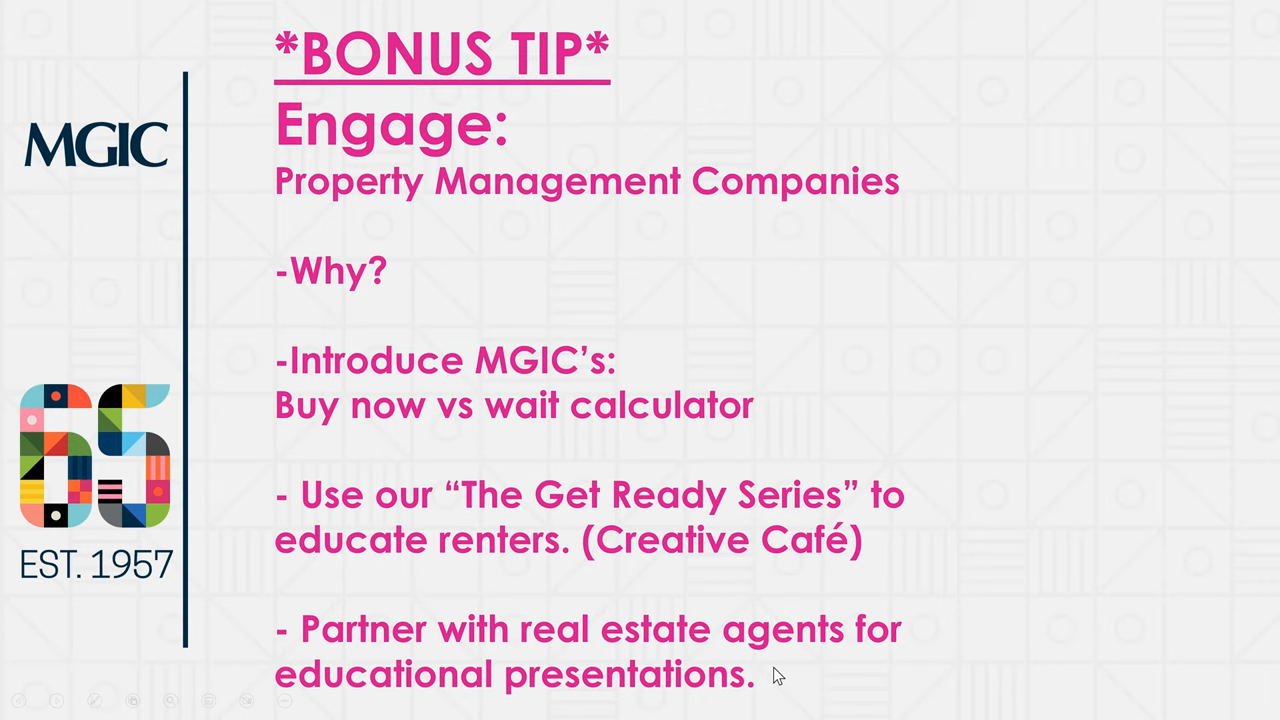 *BONUS TIP*
Engage:
Property Management Companies
-Why?
-Introduce MGIC’s:
Buy now vs wait calculator
- Use our “The Get Ready Series” to
educate renters. (Creative Café)
- Partner with real estate agents for
educational presentations.
MGIC
65
EST. 1957